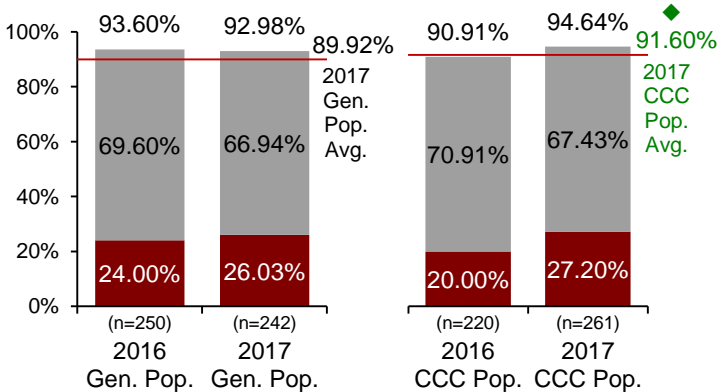 93.60%
92.98%
89.92%
2017
Gen.
Pop.
Avg.
90.91%
94.64%
91.60%
2017
CCC
Pop.
Avg.
100%
80%
60%
40%
20%
0%
69.60%
66.94%
70.91%
67.43%
24.00%
26.03%
20.00%
27.20%
(n=250)
2016
Gen. Pop.
(n=242)
2017
Gen. Pop.
(n=220)
2016
CCC Pop.
(n=261)
2017
CCC Pop.